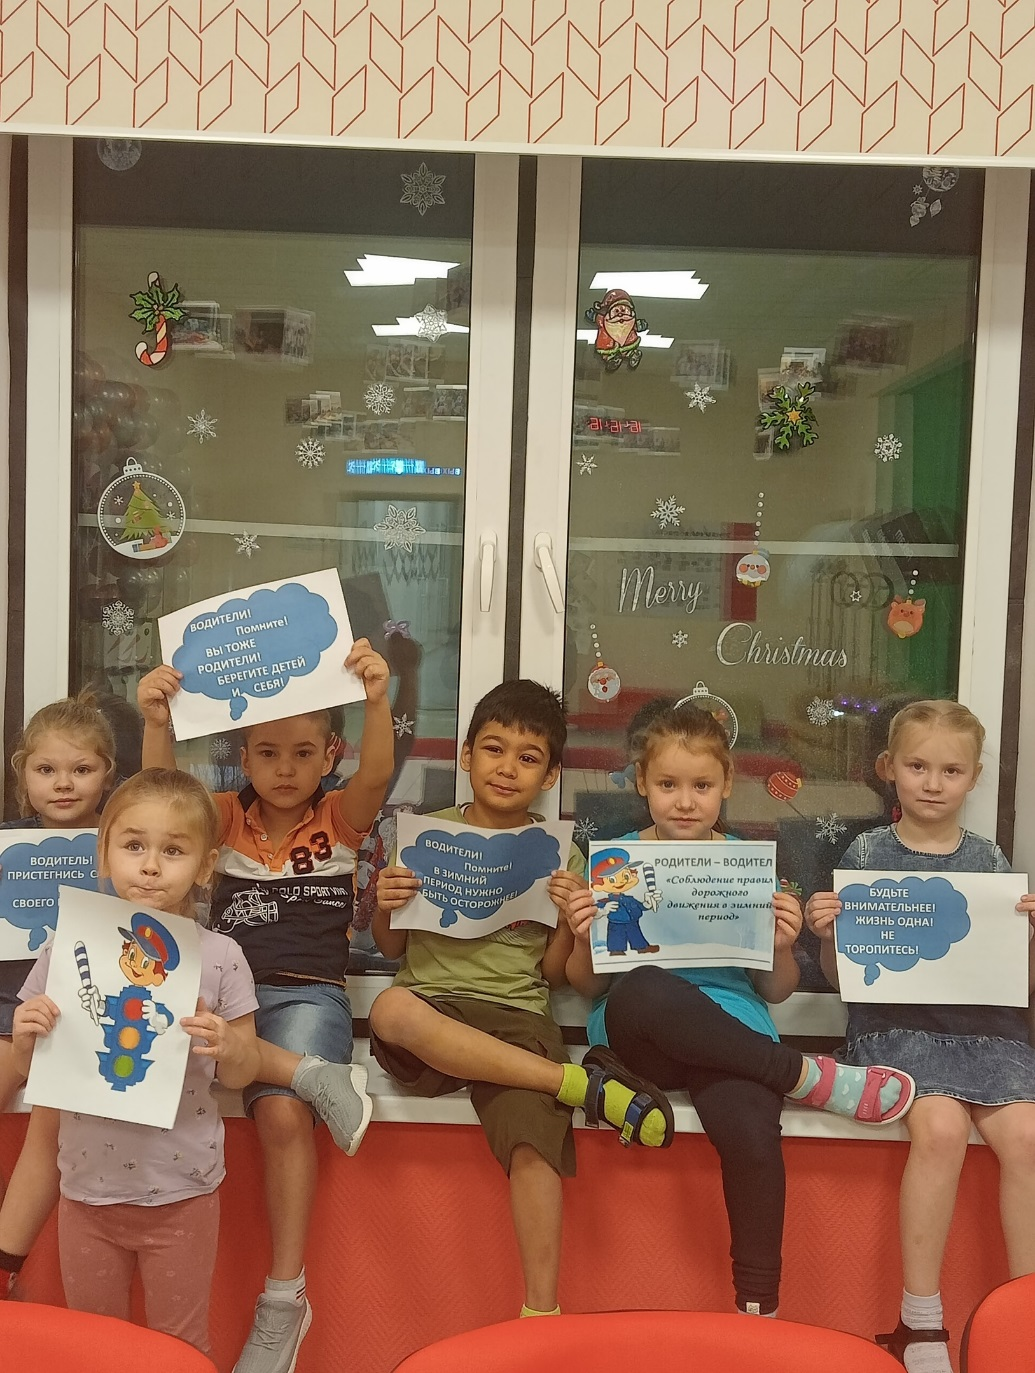 ВОДИТЕЛИ!
Помните!
ВЫ ТОЖЕ
РОДИТЕЛИ!
БЕРЕГИТЕ ДЕТЕЙ
И СЕБЯ!
ВОДИТЕЛЬ!
ПРИСТЕГНИСЬ
СВОЕГО
83
POLO SPORT
ВОДИТЕЛИ!
Помните!
В ЗИМНИЙ
ПЕРИОД НУЖНО
БЫТЬ ОСТОРОЖНЕЕ!
РОДИТЕЛИ – ВОДИТЕЛ
«Соблюдение правил
дорожного
движения в зимний
период»
БУДЬТЕ
ВНИМАТЕЛЬНЕЕ!
ЖИЗНЬ ОДНА!
НЕ
ТОРОПИТЕСЬ!
Merry
Christmas